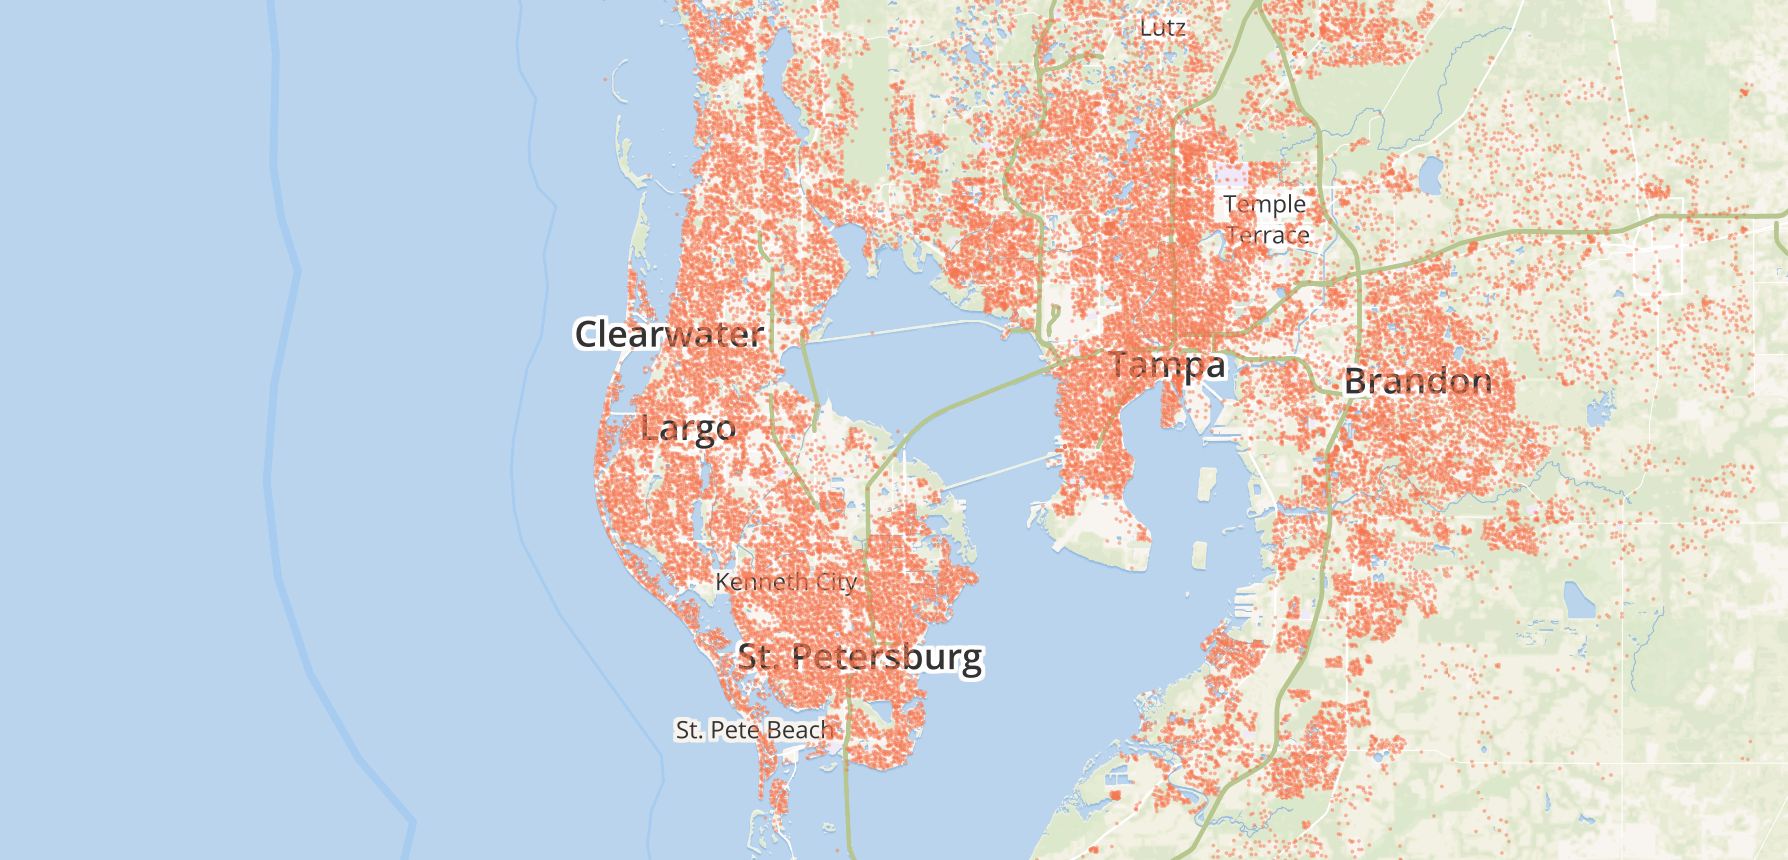 Lutz
Temple
Terrace
Clearwater
Tampa
Brandon
Largo
Kenneth City
St. Petersburg
St. Pete Beach